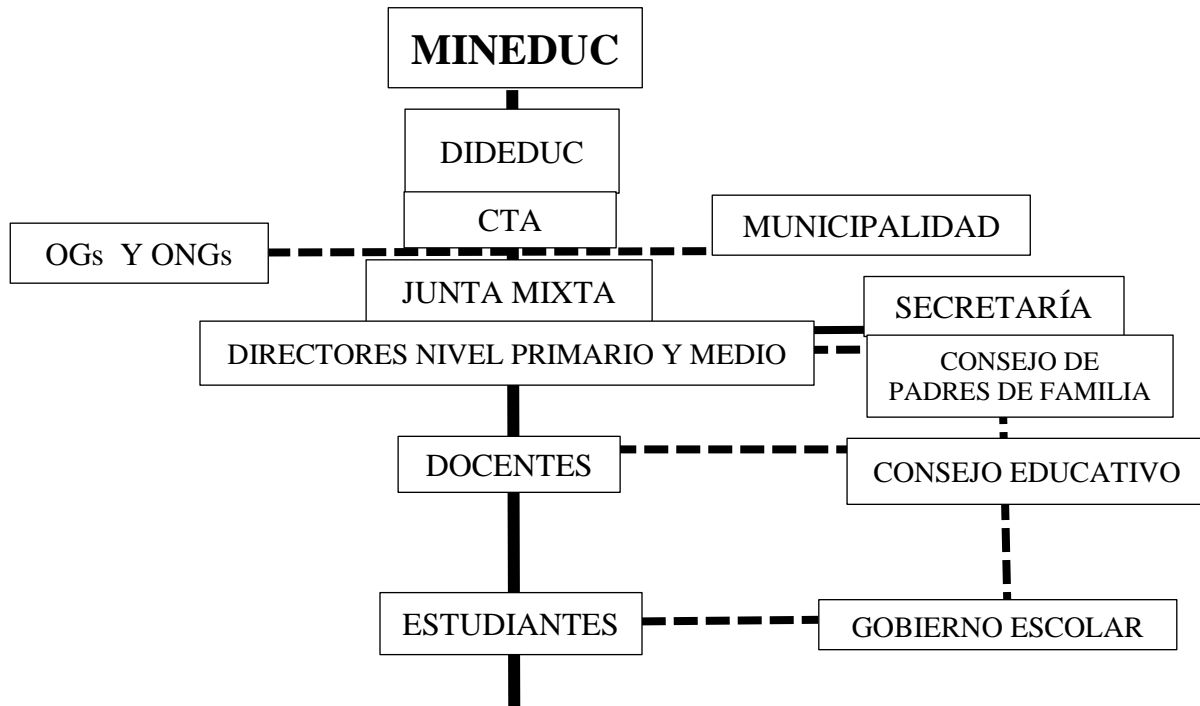 MINEDUC
DIDEDUC
CTA
MUNICIPALIDAD
OGs Y ONGs
JUNTA MIXTA
SECRETARÍA
DIRECTORES NIVEL PRIMARIO Y MEDIO
CONSEJO DE
PADRES DE FAMILIA
DOCENTES
CONSEJO EDUCATIVO
ESTUDIANTES
GOBIERNO ESCOLAR